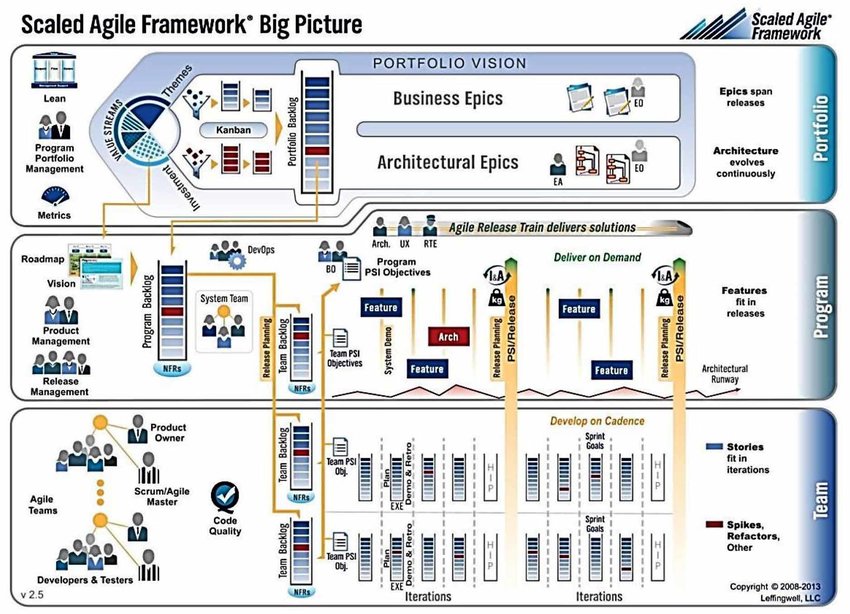 Scaled Agile Framework® Big Picture
Scaled Agile®
Framework
PORTFOLIO VISION
Lean
Program
Portfolio
Management
Metrics
VALUE STREAMS
Themes
Investment
Kanban
Portfolio Backlog
Business Epics
EO
Architectural Epics
EA
EO
Epics span
releases
Architecture
evolves
continuously
Portfolio
Agile Release Train delivers solutions
Arch.
UX
RTE
Roadmap
Vision
Product
Management
Release
Management
Program Backlog
NFRs
DevOps
System Team
Release Planning
Team Backlog
NFRs
BO
Program
PSI Objectives
Team PSI
Objectives
Deliver on Demand
Feature
System Demo
Feature
Arch
I&A
kg
Release Planning
PSI/Release
Feature
Feature
I&A
kg
Release Planning
PSI/Release
Architectural
Runway
Features
fit in
releases
Program
Product
Owner
Scrum/Agile
Master
Agile
Teams
Developers & Testers
Code
Quality
Team Backlog
NFRs
Team PSI
Obj.
Team Backlog
NFRs
Team PSI
Obj.
Develop on Cadence
Plan
EXE
Demo & Retro
HIP
Sprint
Goals
HIP
Plan
EXE
Demo & Retro
HIP
Sprint
Goals
HIP
Iterations
Iterations
Stories
fit in
iterations
Spikes,
Refactors,
Other
Team
v 2.5
Copyright © 2008-2013
Leffingwell, LLC